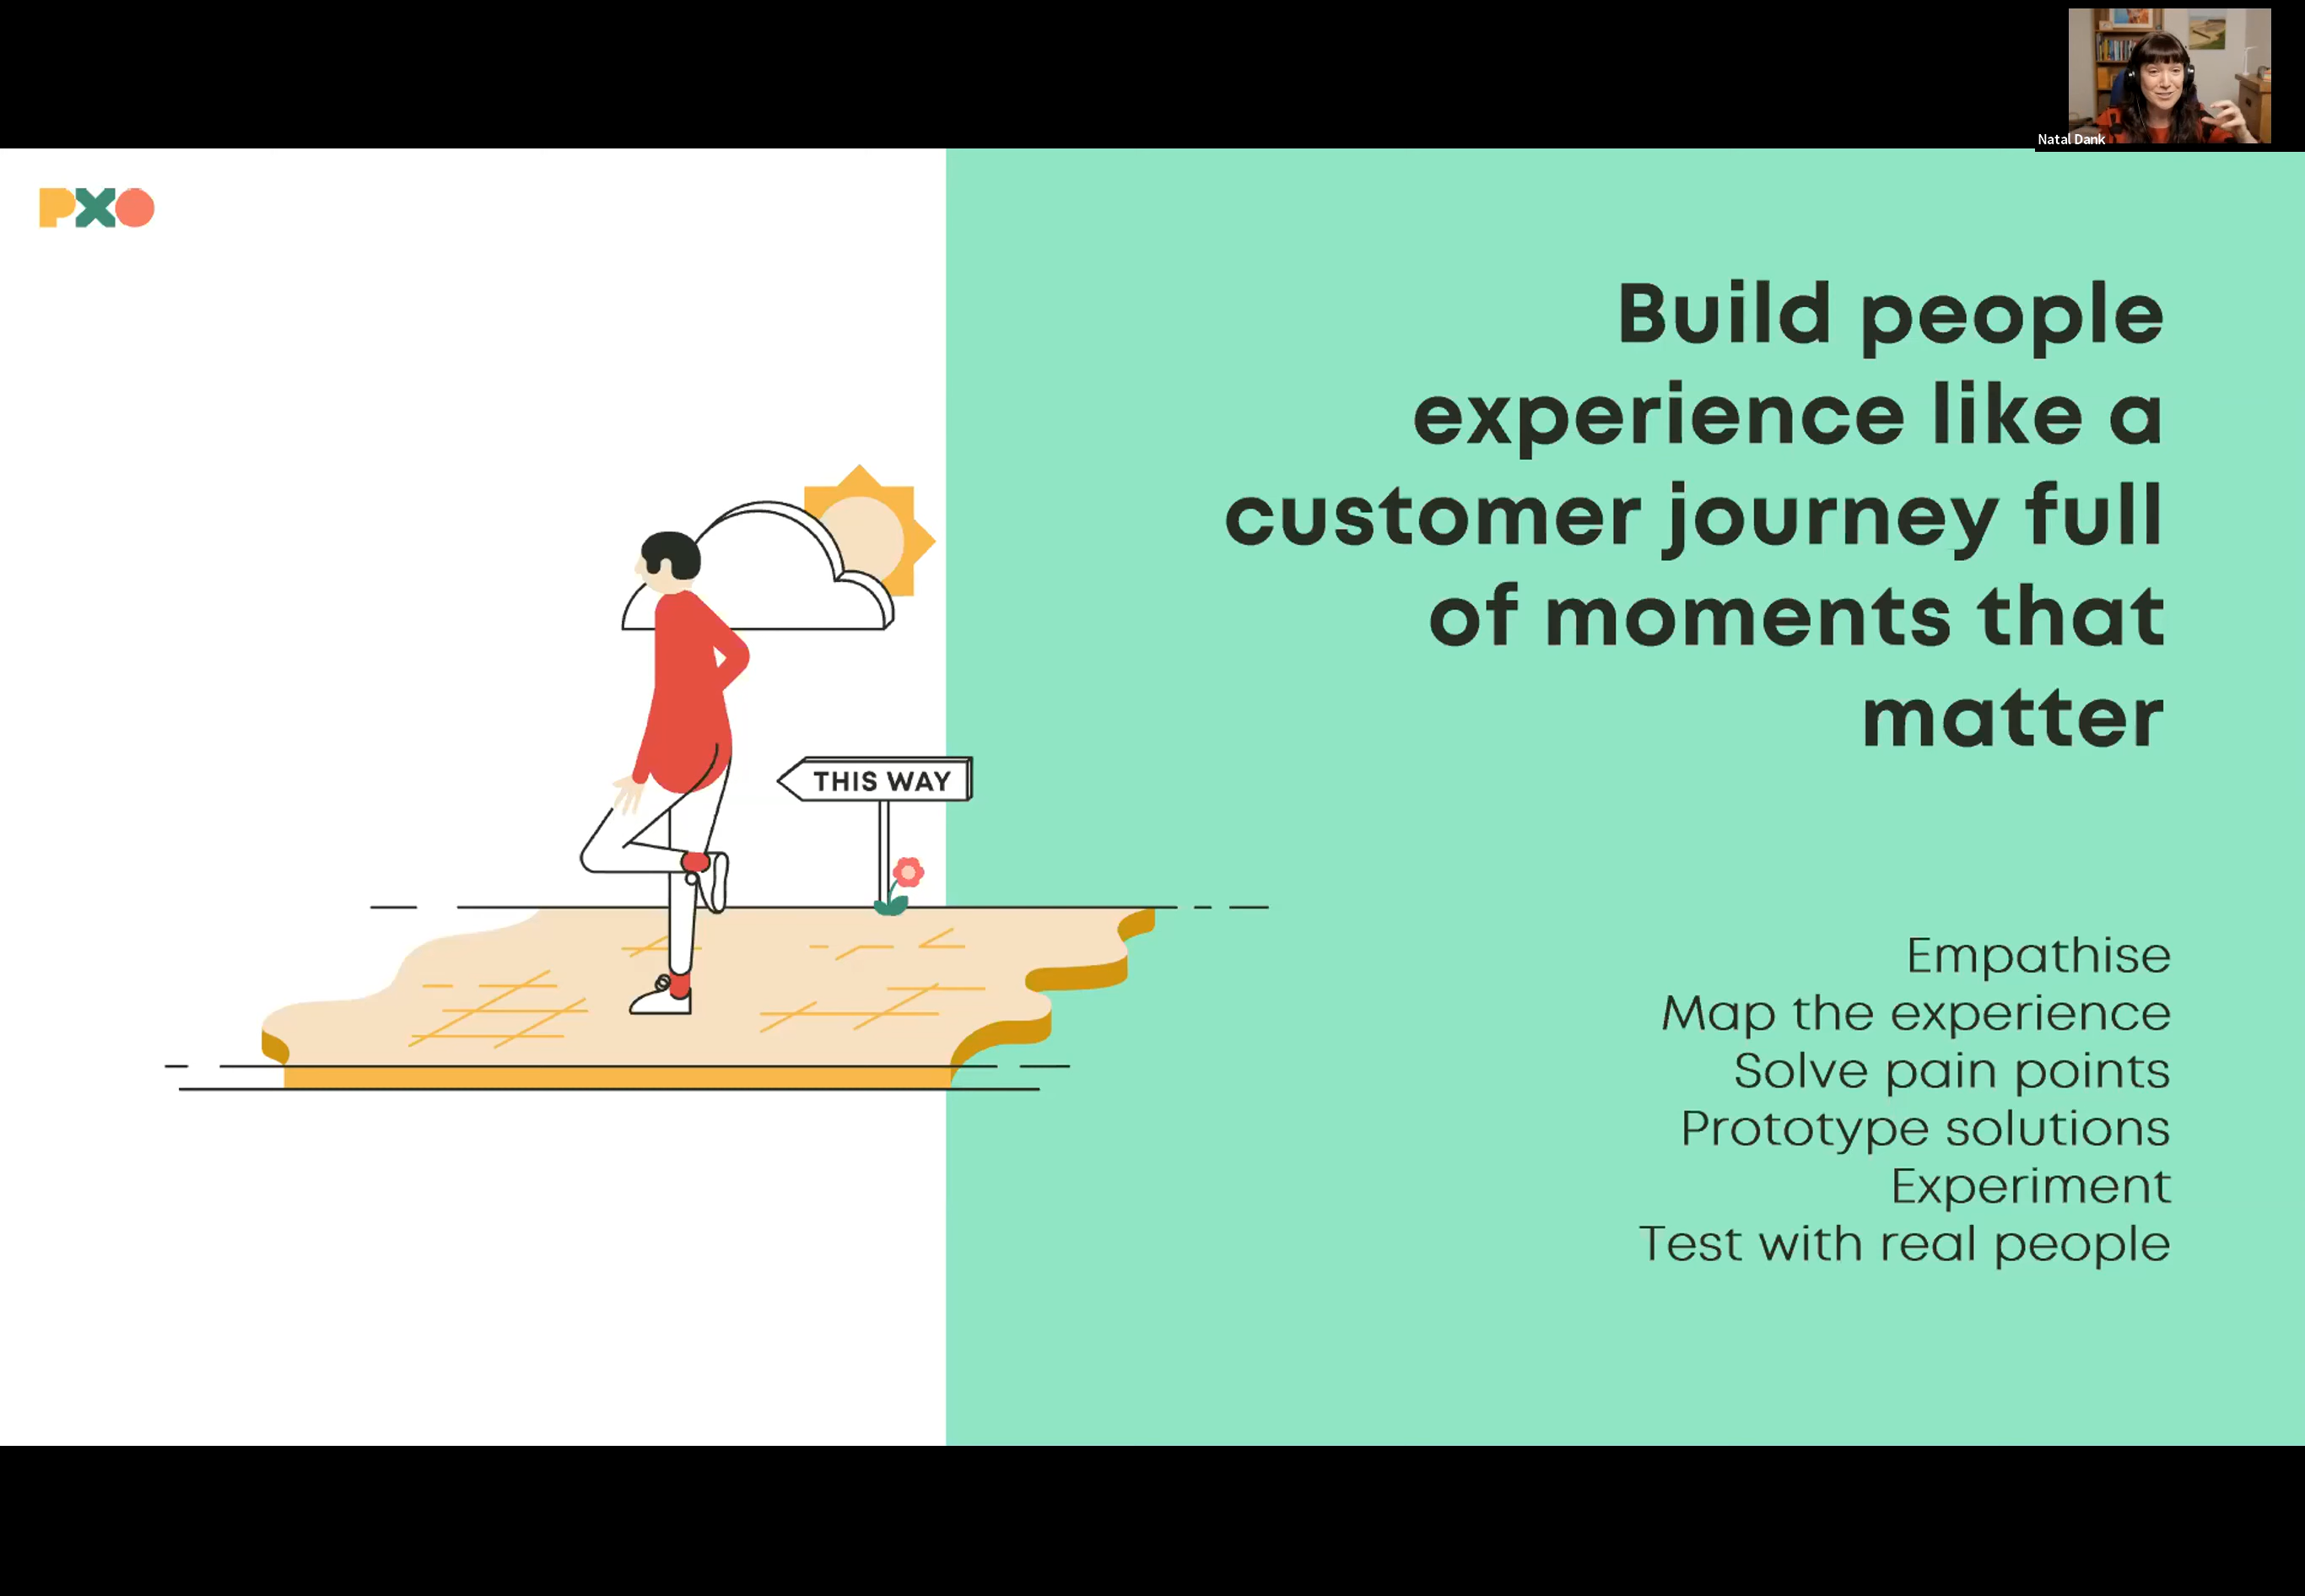 Natal Dank
PXO
Build people
experience like a
customer journey full
of moments that
matter
THIS WAY
Empathise
Map the experience
Solve pain points
Prototype solutions
Experiment
Test with real people